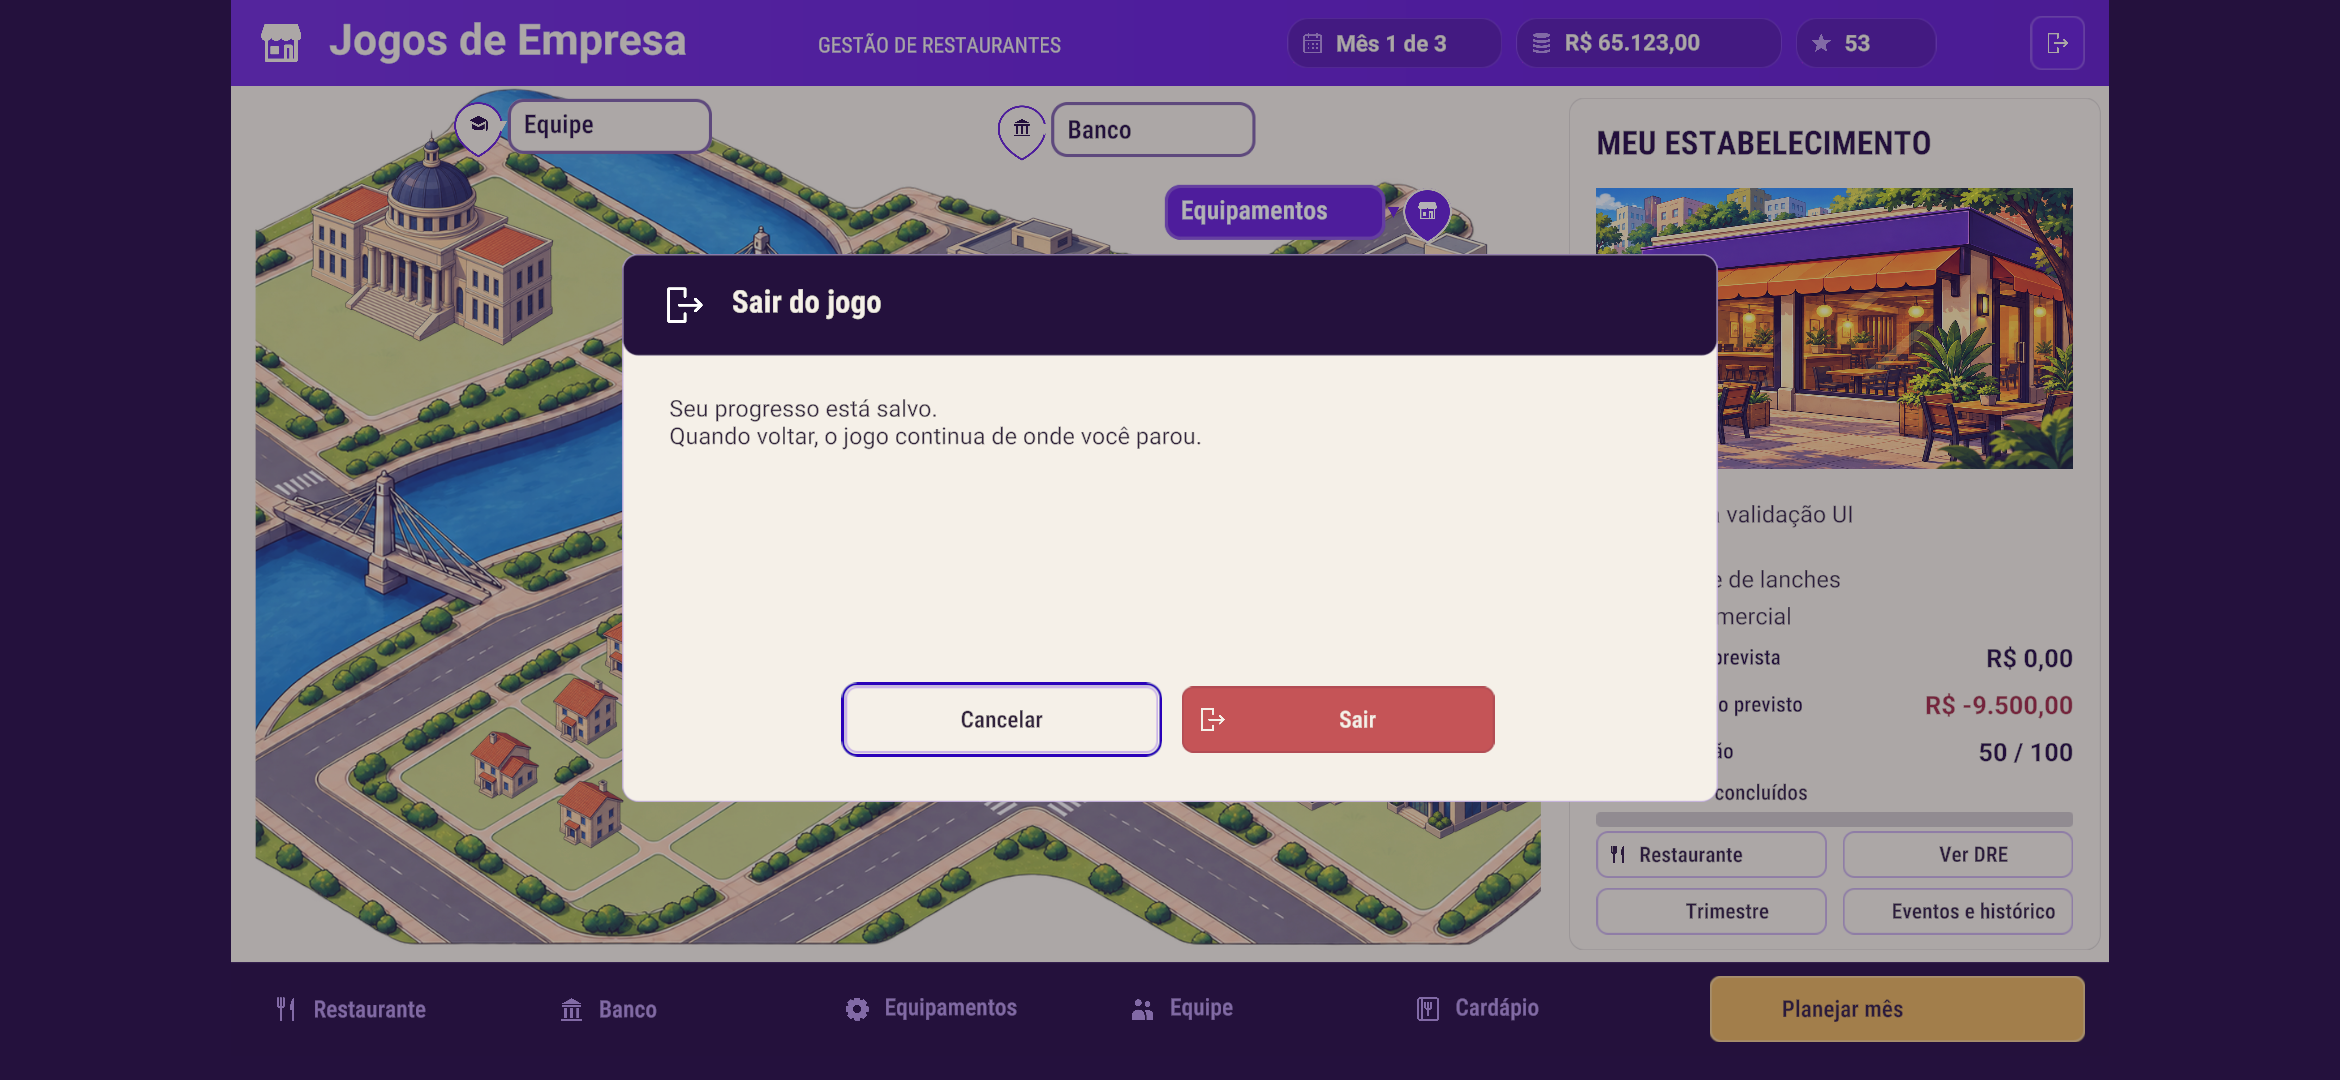 Jogos de Empresa
GESTÃO DE RESTAURANTES
Mês 1 de 3
R$ 65.123,00
53
Equipe
Banco
Equipamentos
MEU ESTABELECIMENTO
Sair do jogo
Seu progresso está salvo.
Quando voltar, o jogo continua de onde você parou.
Cancelar
Sair
validação UI
de lanches
R$ 0,00
previsto
R$ -9.500,00
50 / 100
concluídos
Restaurante
Ver DRE
Trimestre
Eventos e histórico
Restaurante
Banco
Equipamentos
Equipe
Cardápio
Planejar mês